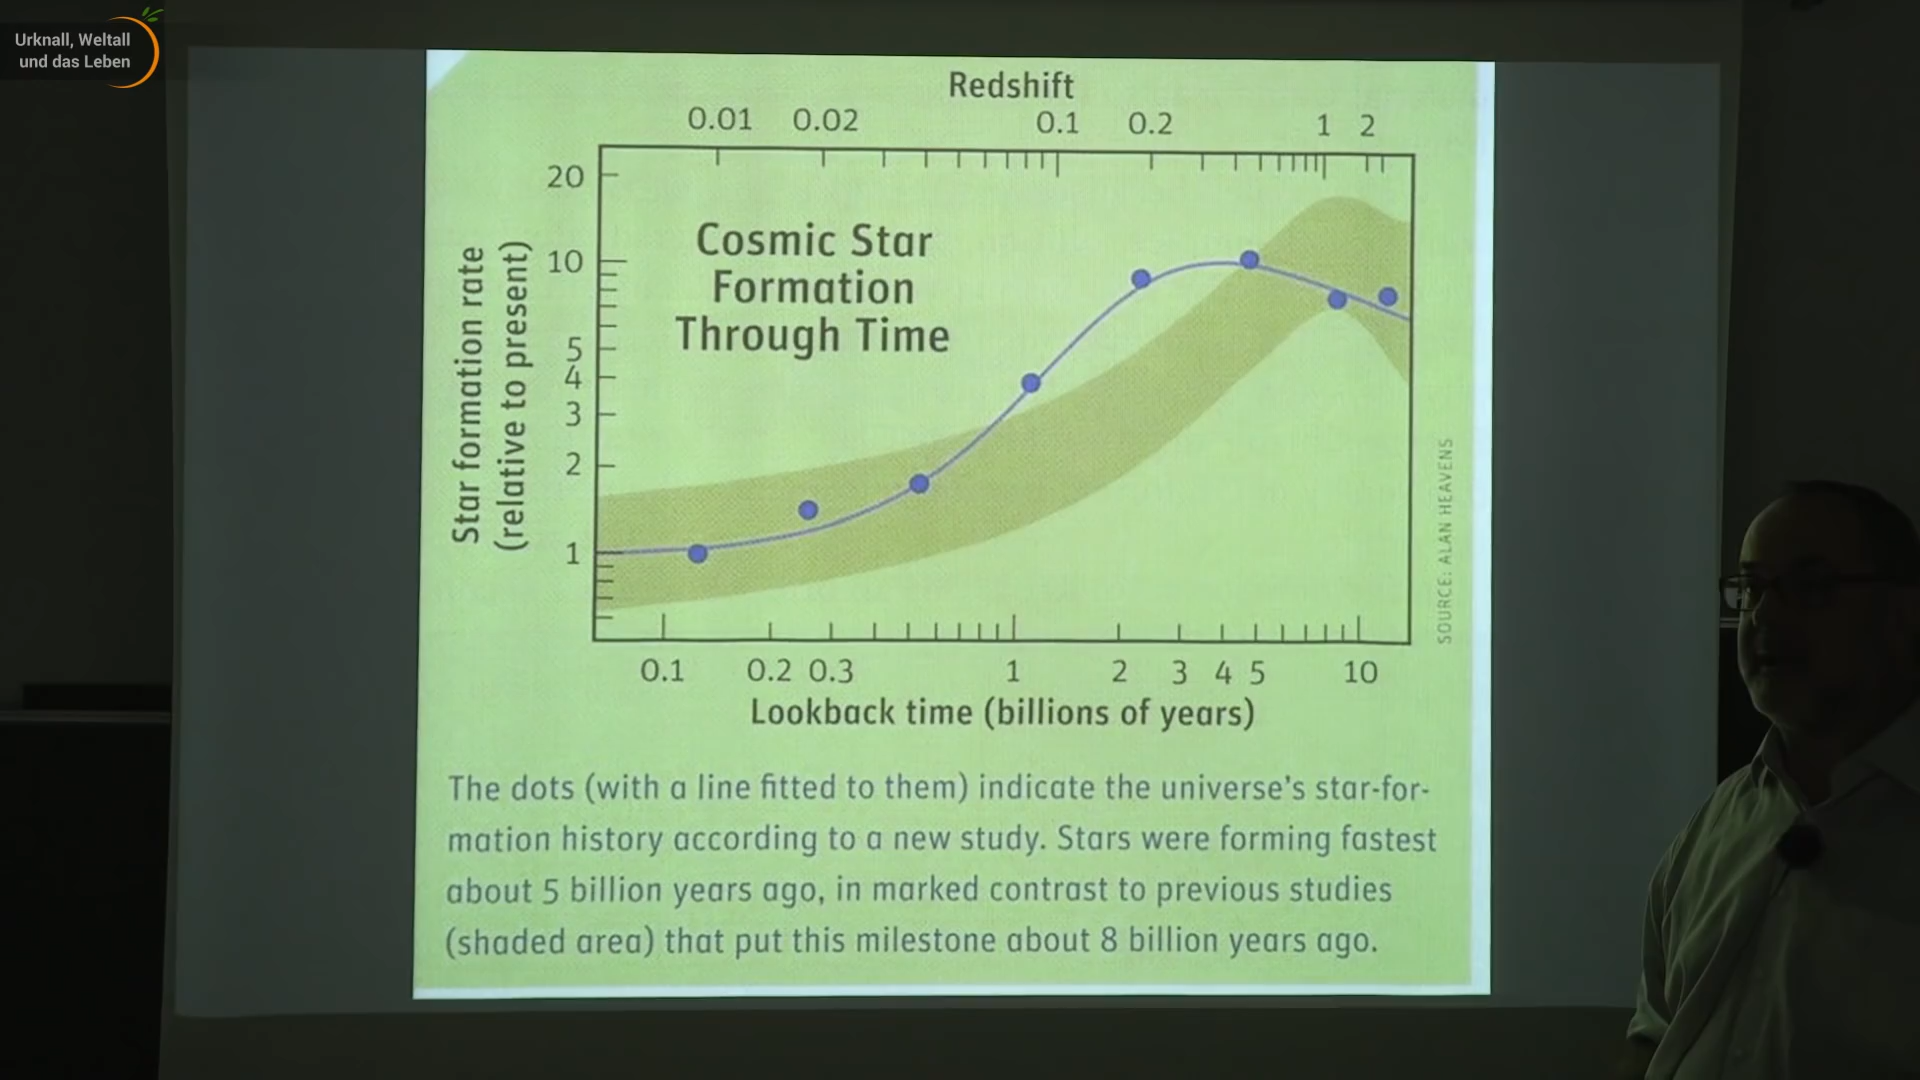 Urknall, Weltall
und das Leben
Redshift
0.01 0.02 0.1 0.2 1 2
20
10
5
4
3
2
1
Star formation rate
(relative to present)
Cosmic Star
Formation
Through Time
0.1 0.2 0.3 1 2 3 4 5 10
Lookback time (billions of years)
SOURCE: ALAN HEAVENS
The dots (with a line fitted to them) indicate the universe's star-for-
mation history according to a new study. Stars were forming fastest
about 5 billion years ago, in marked contrast to previous studies
(shaded area) that put this milestone about 8 billion years ago.